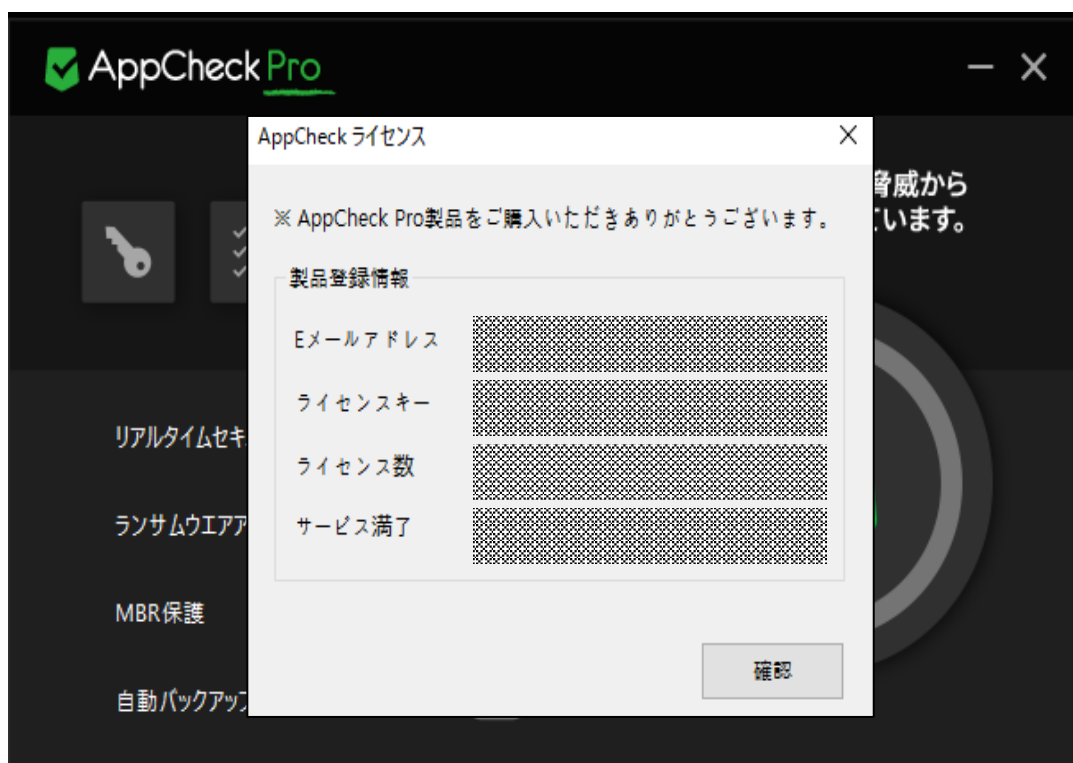 AppCheck Pro
AppCheck ライセンス
脅威から
ています。
※ AppCheck Pro製品をご購入いただきありがとうございます。
製品登録情報
Eメールアドレス
ライセンスキー
ライセンス数
サービス満了
リアルタイムセキ
ランサムウエアア
MBR保護
自動バックアップ
確認